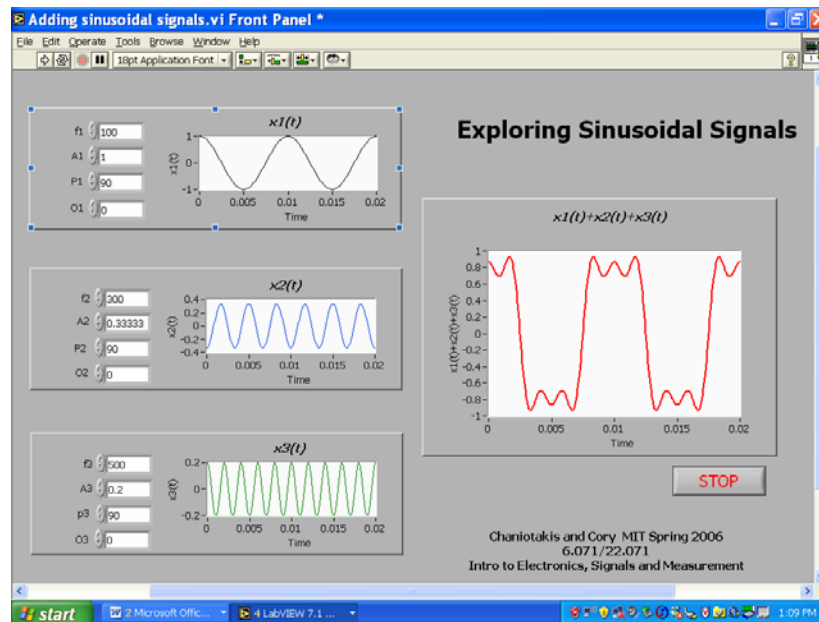 Adding sinusoidal signals.vi Front Panel *
File Edit Operate Tools Browse Window Help
18pt Application Font
x1(t)
f1 100
A1 1
P1 90
O1 0
x1(t)
1
0
-1
0 0.005 0.01 0.015 0.02
Time
Exploring Sinusoidal Signals
x2(t)
f2 300
A2 0.33333
P2 90
O2 0
x2(t)
0.4
0.2
0
-0.2
-0.4
0 0.005 0.01 0.015 0.02
Time
x3(t)
f3 500
A3 0.2
p3 90
O3 0
x3(t)
0.2
0
-0.2
0 0.005 0.01 0.015 0.02
Time
x1(t)+x2(t)+x3(t)
x1(t)+x2(t)+x3(t)
1
0.8
0.6
0.4
0.2
0
-0.2
-0.4
-0.6
-0.8
-1
0 0.005 0.01 0.015 0.02
Time
STOP
Chaniotakis and Cory MIT Spring 2006
6.071/22.071
Intro to Electronics, Signals and Measurement
start
2 Microsoft Offic...
4 LabVIEW 7.1 ...
1:09 PM